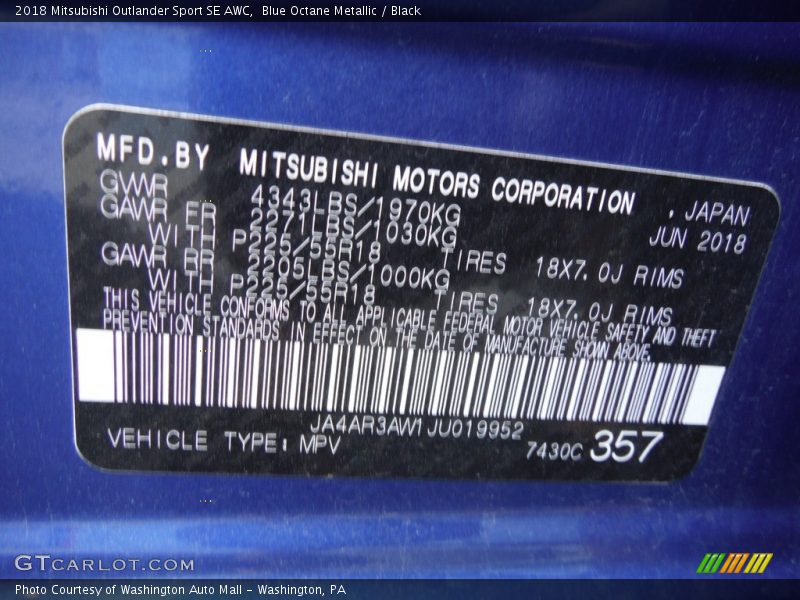 2018 Mitsubishi Outlander Sport SE AWC,  Blue Octane Metallic / Black
MFD.BY MITSUBISHI MOTORS CORPORATION , JAPAN
GVWR 4343LBS/1970KG JUN 2018
GAWR FR 2271LBS/1030KG
WITH P225/55R18 TIRES 18X7.0J RIMS
GAWR RR 2205LBS/1000KG
WITH P225/55R18 TIRES 18X7.0J RIMS
THIS VEHICLE CONFORMS TO ALL APPLICABLE FEDERAL MOTOR VEHICLE SAFETY AND THEFT
PREVENTION STANDARDS IN EFFECT ON THE DATE OF MANUFACTURE SHOWN ABOVE.
JA4AR3AW1JU019952
VEHICLE TYPE: MPV 7430C 357
GTCARLOT.COM
Photo Courtesy of Washington Auto Mall – Washington, PA